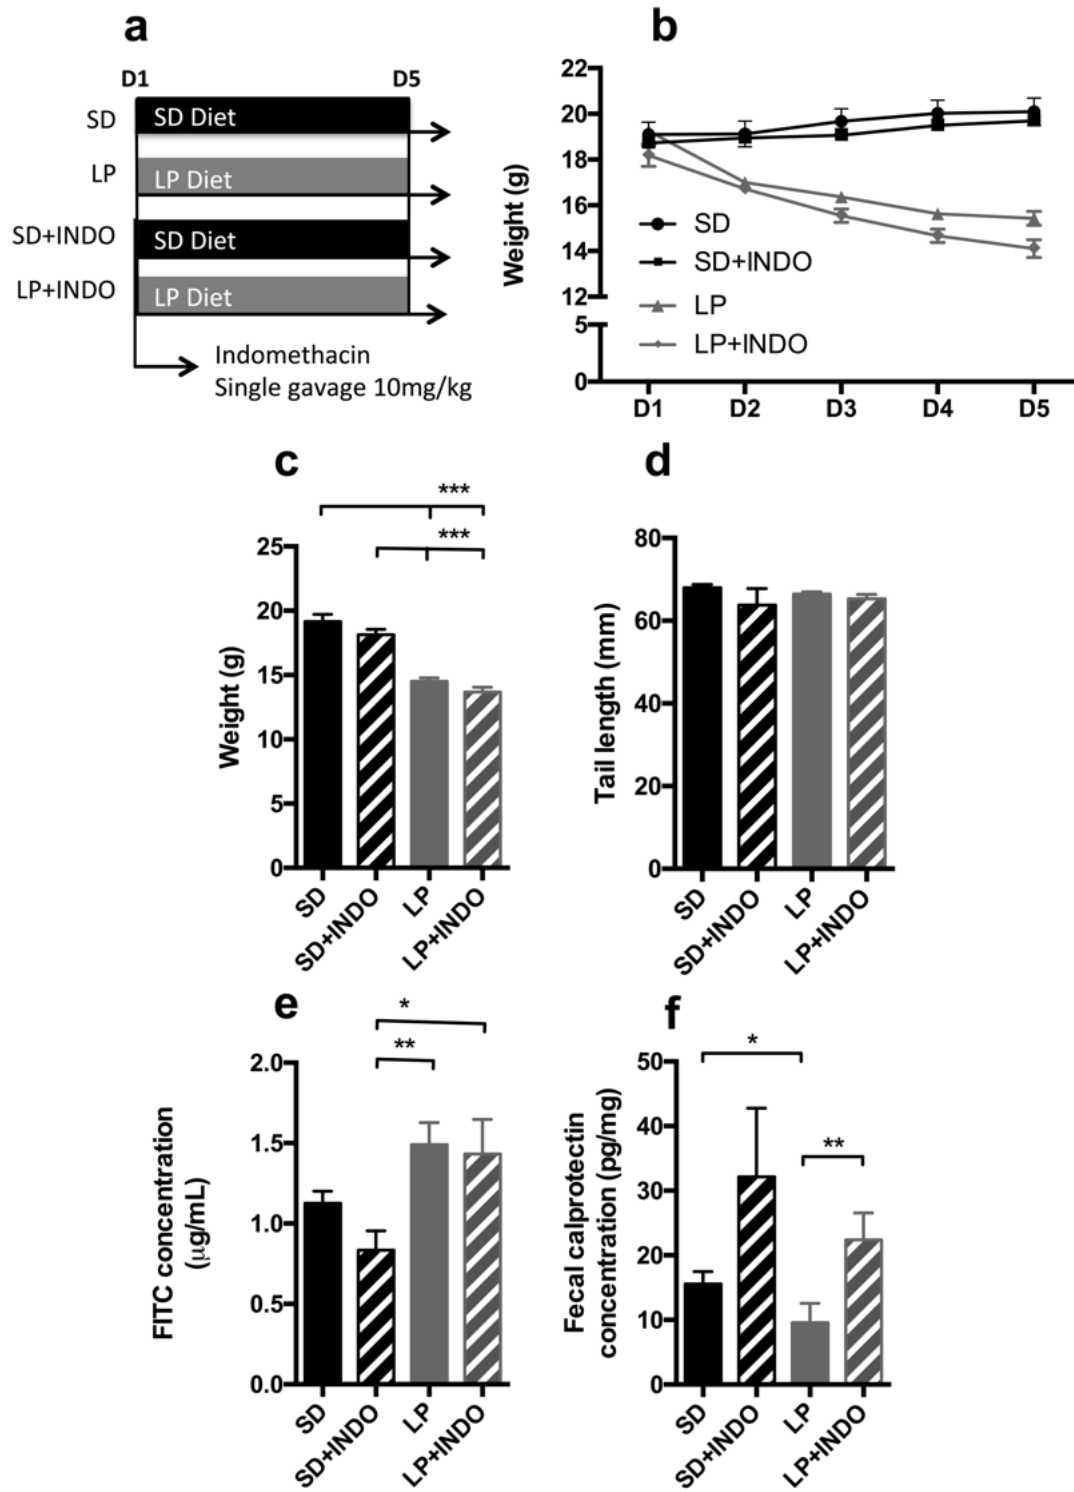 a
D1 D5
SD SD Diet
LP LP Diet
SD+INDO SD Diet
LP+INDO LP Diet
Indomethacin
Single gavage 10mg/kg
b
Weight (g)
22
20
18
16
14
12
5
0
SD
SD+INDO
LP
LP+INDO
D1 D2 D3 D4 D5
c
***
***
Weight (g)
25
20
15
10
5
0
SD SD+INDO LP LP+INDO
d
Tail length (mm)
80
60
40
20
0
SD SD+INDO LP LP+INDO
e
*
**
FITC concentration
(µg/mL)
2.0
1.5
1.0
0.5
0.0
SD SD+INDO LP LP+INDO
f
*
**
Fecal calprotectin
concentration (pg/mg)
50
40
30
20
10
0
SD SD+INDO LP LP+INDO